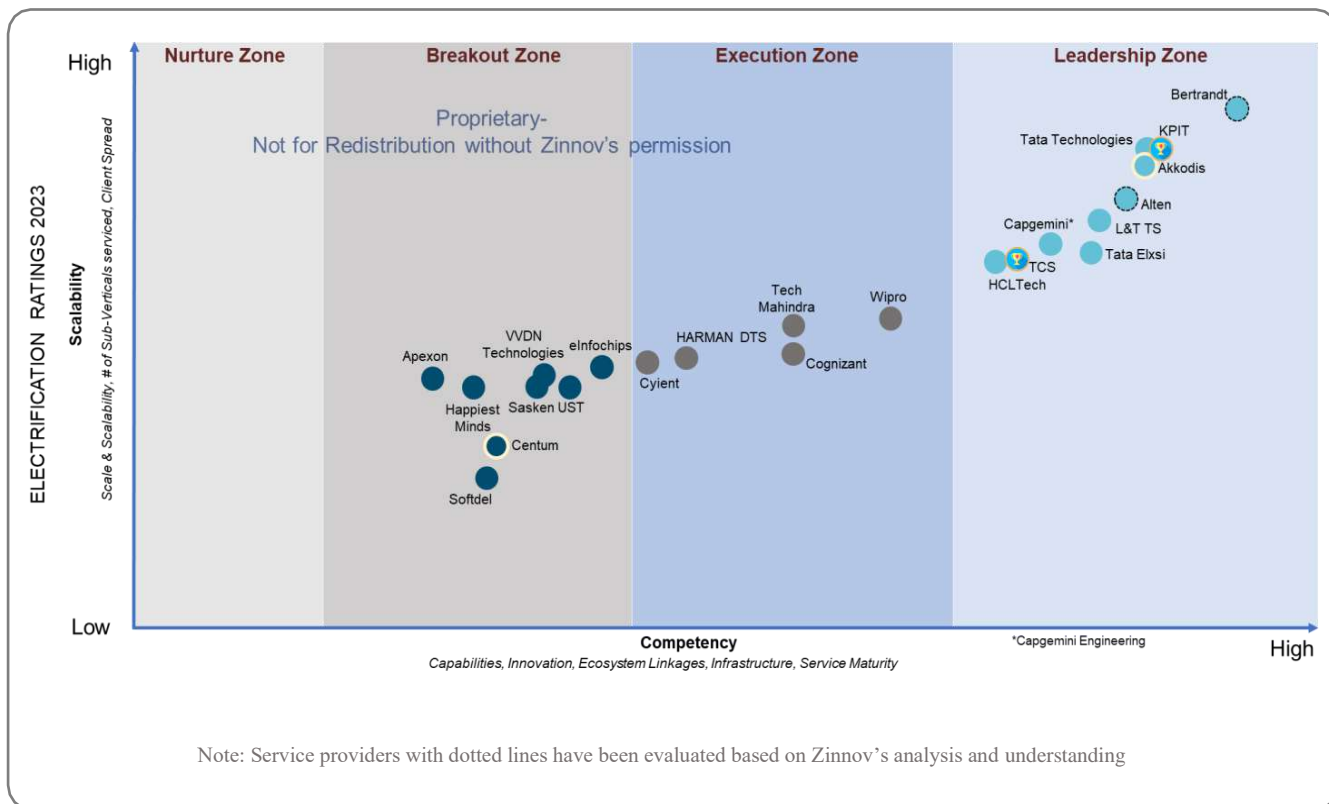 Nurture Zone
Breakout Zone
Execution Zone
Leadership Zone
High
Proprietary-
Not for Redistribution without Zinnov's permission
ELECTRIFICATION RATINGS 2023
Scalability
Scale & Scalability, # of Sub-Verticals serviced, Client Spread
Bertrandt
KPIT
Tata Technologies
Akkodis
Alten
Capgemini*
L&T TS
Tata Elxsi
TCS
HCLTech
Tech
Mahindra
Wipro
HARMAN DTS
Cognizant
Cyient
VVDN
Technologies
eInfochips
Apexon
Happiest
Minds
Sasken
UST
Centum
Softdel
Low
Competency
*Capgemini Engineering
High
Capabilities, Innovation, Ecosystem Linkages, Infrastructure, Service Maturity
Note: Service providers with dotted lines have been evaluated based on Zinnov's analysis and understanding